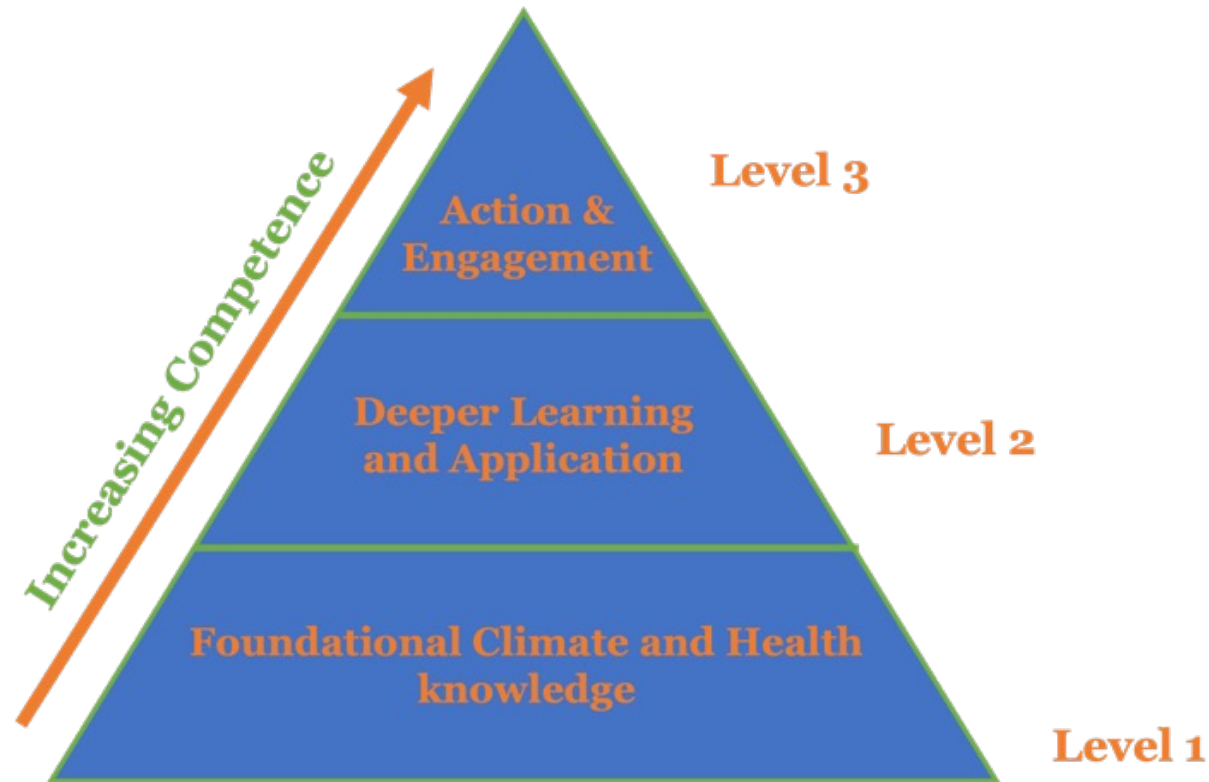 Increasing Competence
Level 3
Action &
Engagement
Deeper Learning
and Application
Level 2
Foundational Climate and Health
knowledge
Level 1